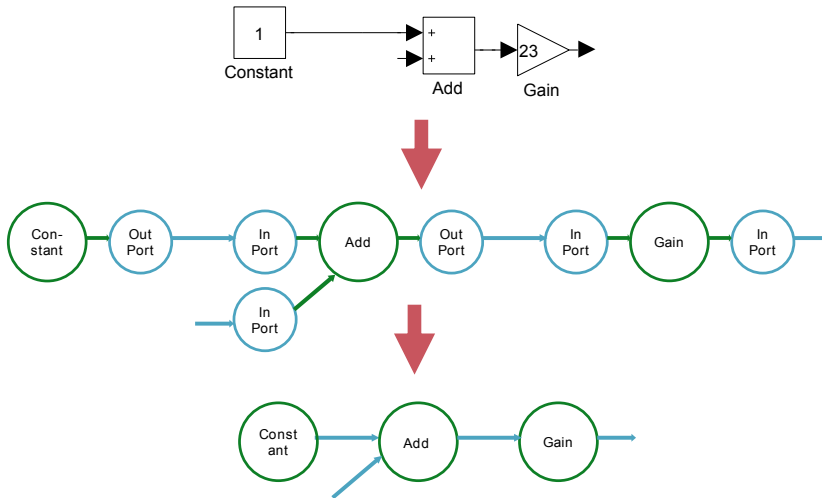 1
+
+
23
Constant
Add
Gain
Con-
stant
Out
Port
In
Port
Add
Out
Port
In
Port
Gain
In
Port
In
Port
Const
ant
Add
Gain